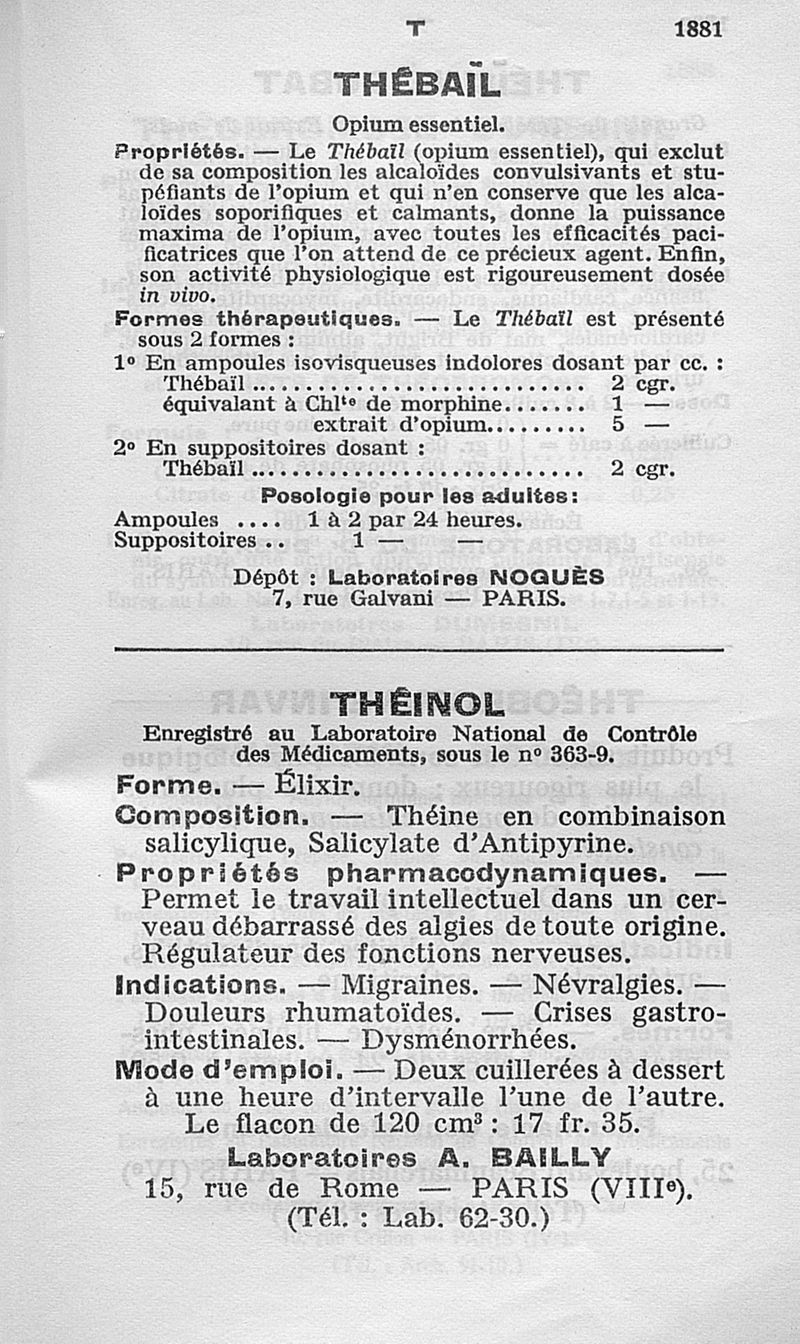 T 1881
THÉBAÏL
Opium essentiel.
Propriétés. — Le Thébaïl (opium essentiel), qui exclut
de sa composition les alcaloïdes convulsivants et stu-
péfiants de l'opium et qui n'en conserve que les alca-
loïdes soporifiques et calmants, donne la puissance
maxima de l'opium, avec toutes les efficacités paci-
ficatrices que l'on attend de ce précieux agent. Enfin,
son activité physiologique est rigoureusement dosée
in vivo.
Formes thérapeutiques. — Le Thébaïl est présenté
sous 2 formes :
1° En ampoules isovisqueuses indolores dosant par cc. :
Thébaïl .............................. 2 cgr.
équivalant à Chlte de morphine....... 1 —
extrait d'opium......... 5 —
2° En suppositoires dosant :
Thébaïl .............................. 2 cgr.
Posologie pour les adultes:
Ampoules .... 1 à 2 par 24 heures.
Suppositoires .. 1 — —
Dépôt : Laboratoires NOGUÈS
7, rue Galvani — PARIS.
THÉINOL
Enregistré au Laboratoire National de Contrôle
des Médicaments, sous le n° 363-9.
Forme. — Élixir.
Composition. — Théine en combinaison
salicylique, Salicylate d'Antipyrine.
Propriétés pharmacodynamiques. —
Permet le travail intellectuel dans un cer-
veau débarrassé des algies de toute origine.
Régulateur des fonctions nerveuses.
Indications. — Migraines. — Névralgies. —
Douleurs rhumatoïdes. — Crises gastro-
intestinales. — Dysménorrhées.
Mode d'emploi. — Deux cuillerées à dessert
à une heure d'intervalle l'une de l'autre.
Le flacon de 120 cm³ : 17 fr. 35.
Laboratoires A. BAILLY
15, rue de Rome — PARIS (VIIIe).
(Tél. : Lab. 62-30.)